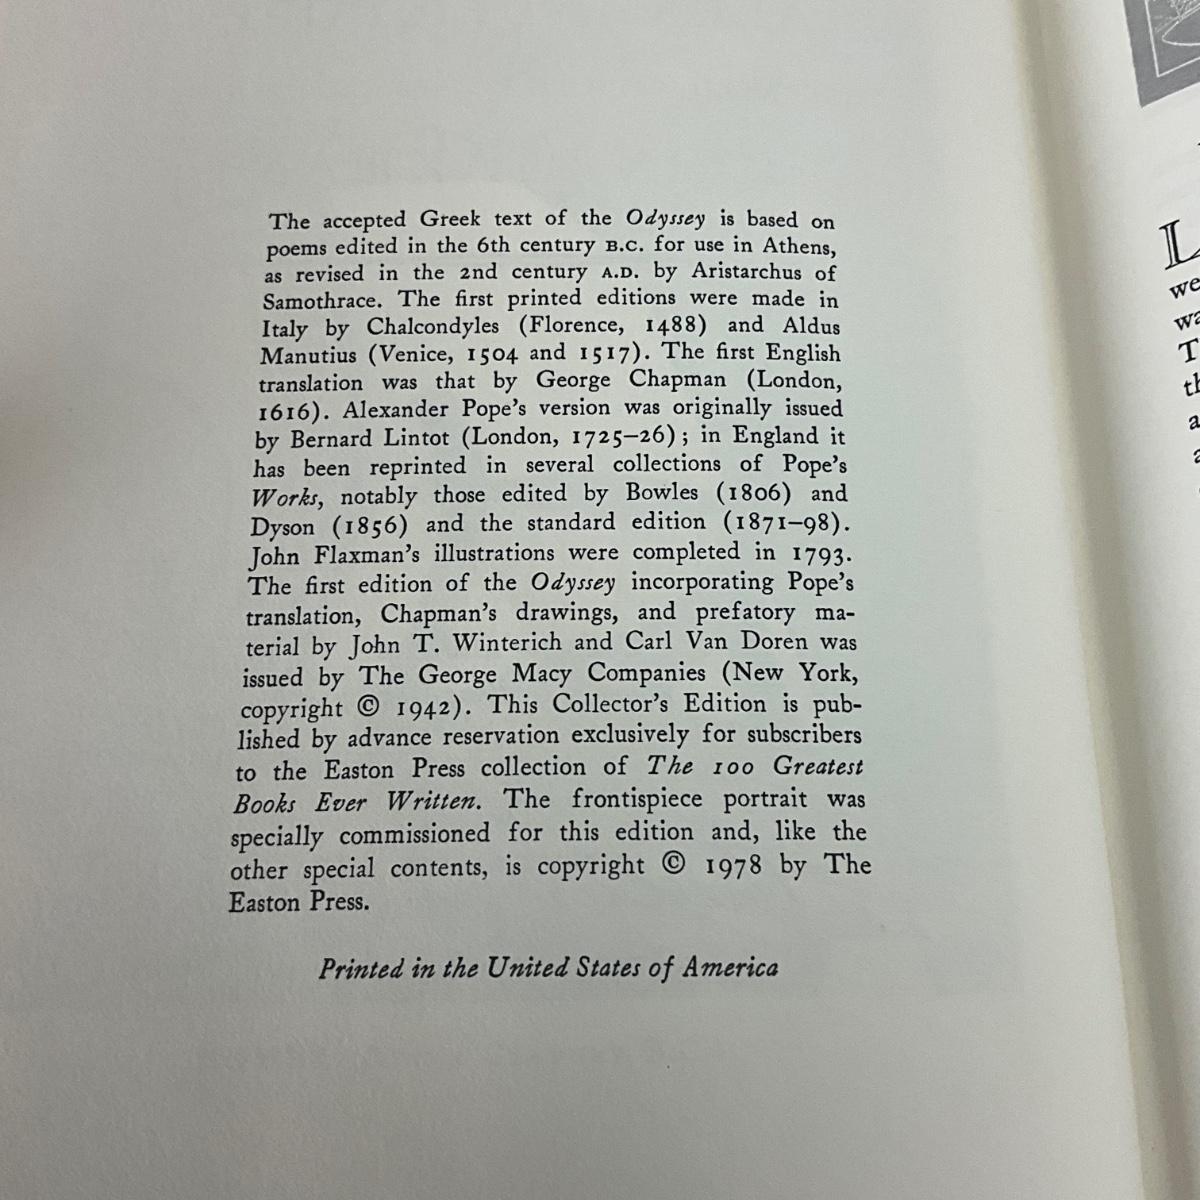 The accepted Greek text of the Odyssey is based on
poems edited in the 6th century B.C. for use in Athens,
as revised in the 2nd century A.D. by Aristarchus of
Samothrace. The first printed editions were made in
Italy by Chalcondyles (Florence, 1488) and Aldus
Manutius (Venice, 1504 and 1517). The first English
translation was that by George Chapman (London,
1616). Alexander Pope's version was originally issued
by Bernard Lintot (London, 1725–26); in England it
has been reprinted in several collections of Pope's
Works, notably those edited by Bowles (1806) and
Dyson (1856) and the standard edition (1871–98).
John Flaxman's illustrations were completed in 1793.
The first edition of the Odyssey incorporating Pope's
translation, Chapman's drawings, and prefatory ma-
terial by John T. Winterich and Carl Van Doren was
issued by The George Macy Companies (New York,
copyright © 1942). This Collector's Edition is pub-
lished by advance reservation exclusively for subscribers
to the Easton Press collection of The 100 Greatest
Books Ever Written. The frontispiece portrait was
specially commissioned for this edition and, like the
other special contents, is copyright © 1978 by The
Easton Press.
Printed in the United States of America